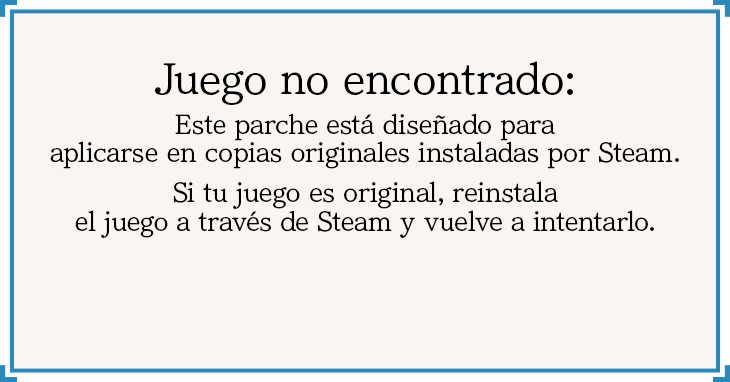 Juego no encontrado:
Este parche está diseñado para
aplicarse en copias originales instaladas por Steam.
Si tu juego es original, reinstala
el juego a través de Steam y vuelve a intentarlo.